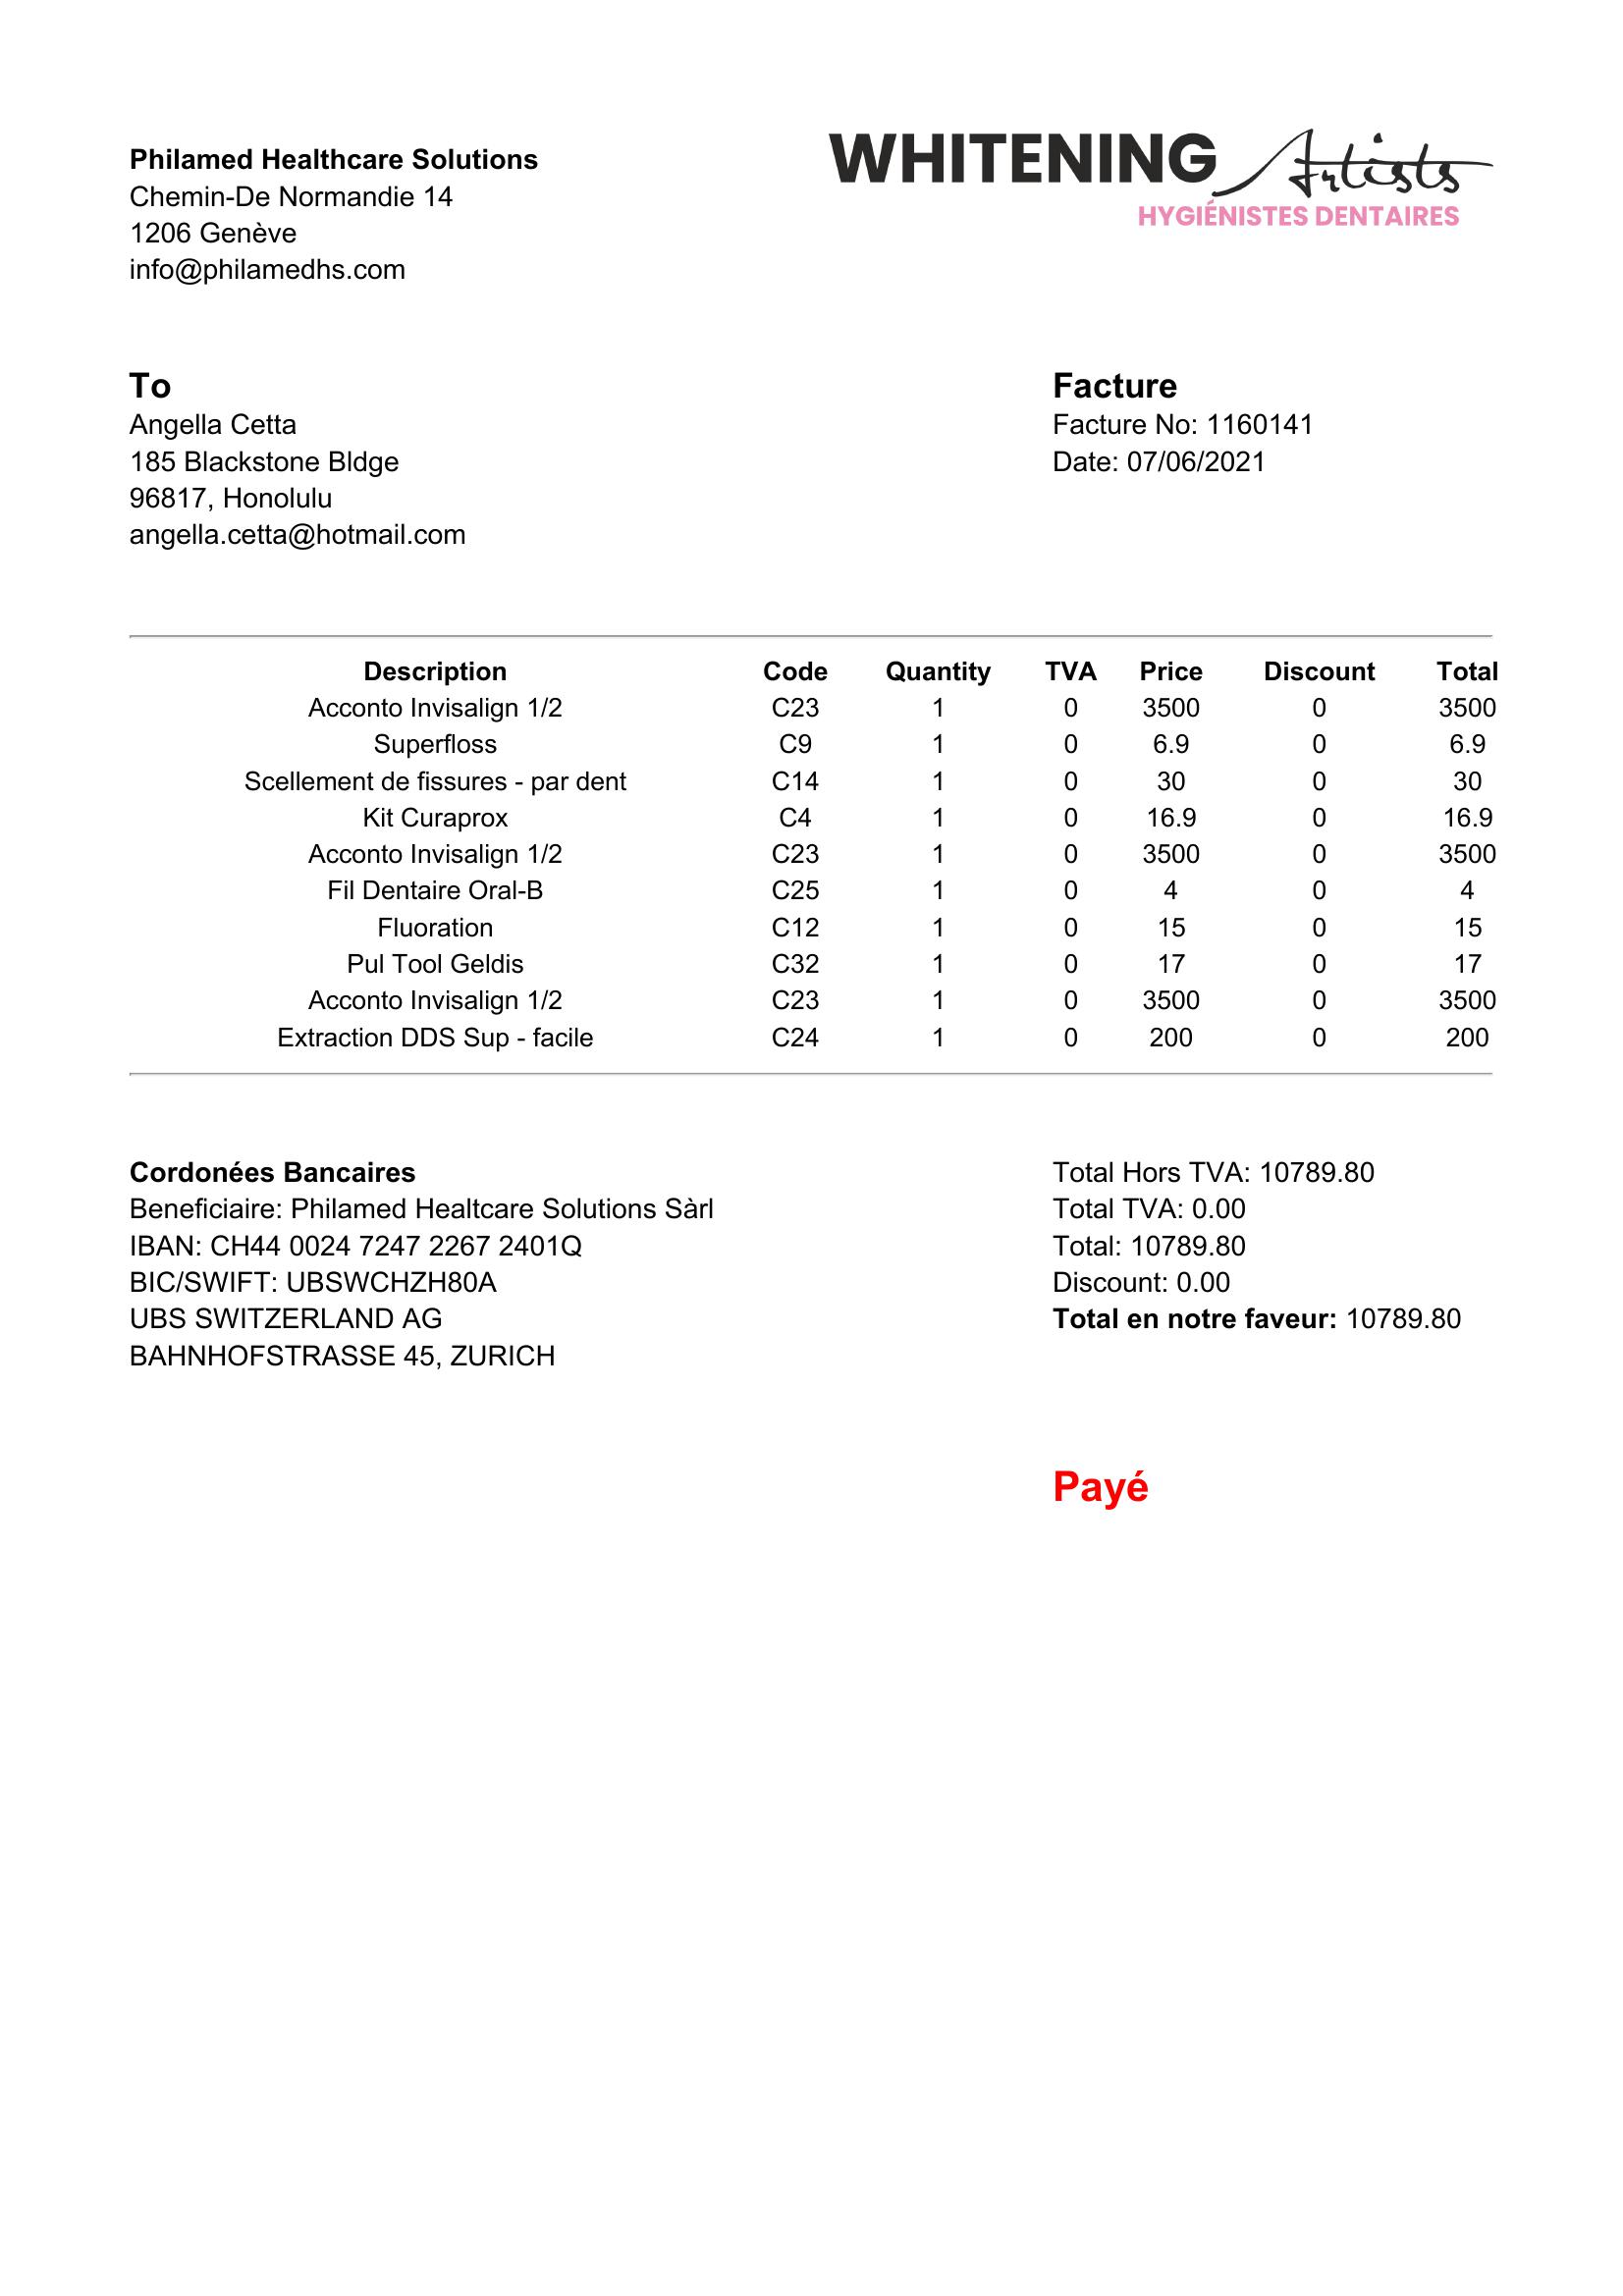 Philamed Healthcare Solutions
Chemin-De Normandie 14
1206 Genève
info@philamedhs.com
WHITENING Artists
HYGIÉNISTES DENTAIRES
To
Angella Cetta
185 Blackstone Bldge
96817, Honolulu
angella.cetta@hotmail.com
Facture
Facture No: 1160141
Date: 07/06/2021
Description Code Quantity TVA Price Discount Total
Acconto Invisalign 1/2 C23 1 0 3500 0 3500
Superfloss C9 1 0 6.9 0 6.9
Scellement de fissures - par dent C14 1 0 30 0 30
Kit Curaprox C4 1 0 16.9 0 16.9
Acconto Invisalign 1/2 C23 1 0 3500 0 3500
Fil Dentaire Oral-B C25 1 0 4 0 4
Fluoration C12 1 0 15 0 15
Pul Tool Geldis C32 1 0 17 0 17
Acconto Invisalign 1/2 C23 1 0 3500 0 3500
Extraction DDS Sup - facile C24 1 0 200 0 200
Cordonées Bancaires
Beneficiaire: Philamed Healtcare Solutions Sàrl
IBAN: CH44 0024 7247 2267 2401Q
BIC/SWIFT: UBSWCHZH80A
UBS SWITZERLAND AG
BAHNHOFSTRASSE 45, ZURICH
Total Hors TVA: 10789.80
Total TVA: 0.00
Total: 10789.80
Discount: 0.00
Total en notre faveur: 10789.80
Payé